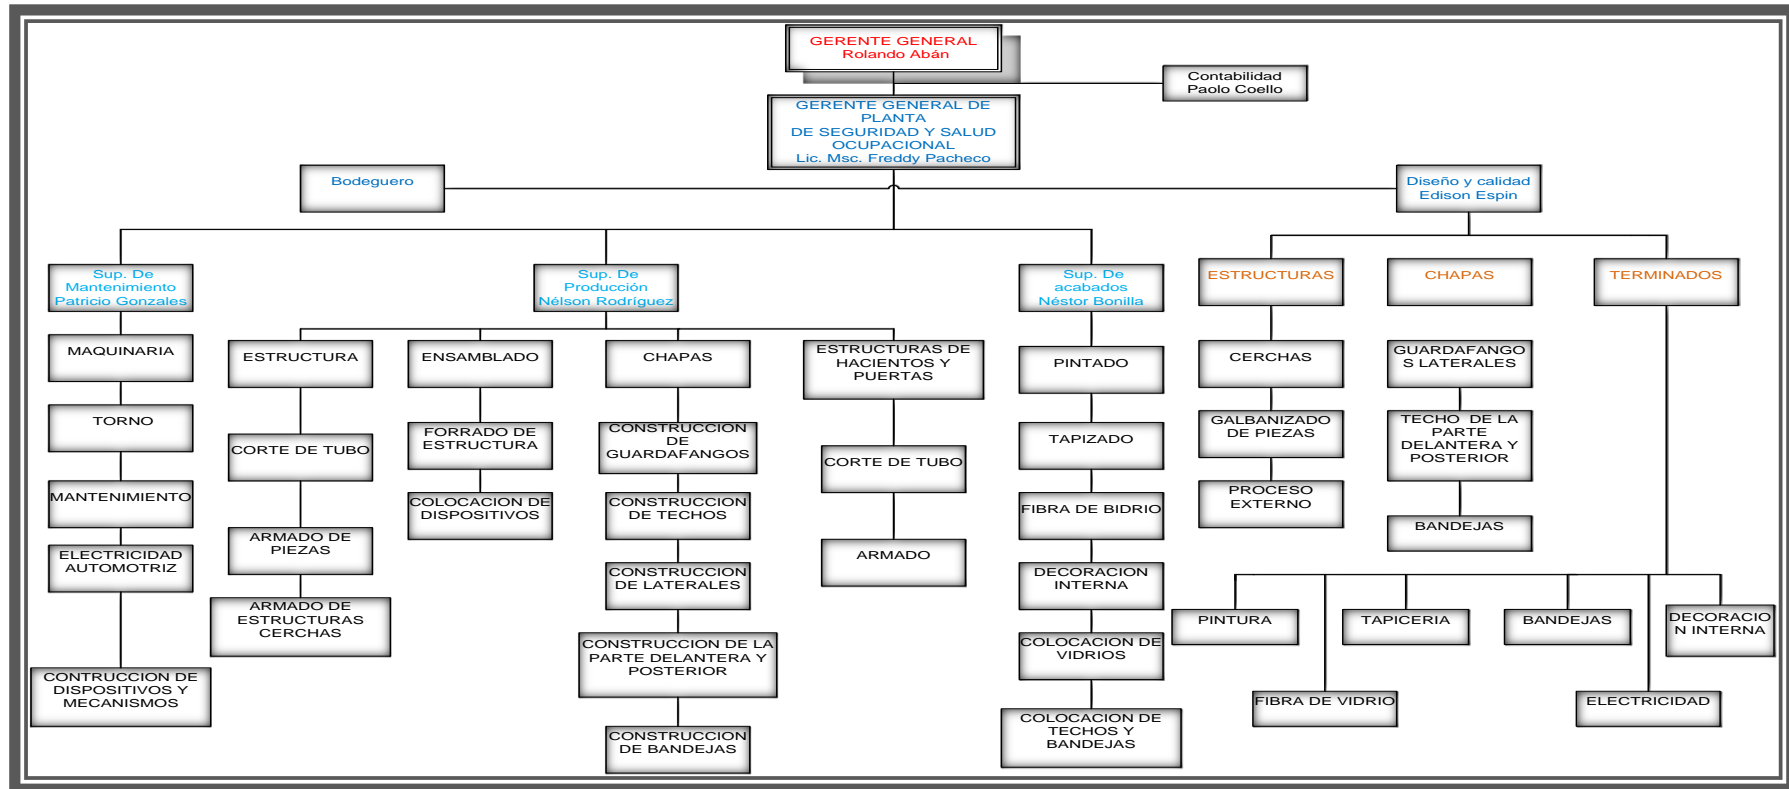 GERENTE GENERAL
Rolando Abán
Contabilidad
Paolo Coello
GERENTE GENERAL DE
PLANTA
DE SEGURIDAD Y SALUD
OCUPACIONAL
Lic. Msc. Freddy Pacheco
Bodeguero
Diseño y calidad
Edison Espin
Sup. De
Mantenimiento
Patricio Gonzales
Sup. De
Producción
Nélson Rodríguez
Sup. De
acabados
Néstor Bonilla
ESTRUCTURAS
CHAPAS
TERMINADOS
MAQUINARIA
TORNO
MANTENIMIENTO
ELECTRICIDAD
AUTOMOTRIZ
CONTRUCCION DE
DISPOSITIVOS Y
MECANISMOS
ESTRUCTURA
CORTE DE TUBO
ARMADO DE
PIEZAS
ARMADO DE
ESTRUCTURAS
CERCHAS
ENSAMBLADO
FORRADO DE
ESTRUCTURA
COLOCACION DE
DISPOSITIVOS
CHAPAS
CONSTRUCCION
DE
GUARDAFANGOS
CONSTRUCCION
DE TECHOS
CONSTRUCCION
DE LATERALES
CONSTRUCCION DE LA
PARTE DELANTERA Y
POSTERIOR
CONSTRUCCION
DE BANDEJAS
ESTRUCTURAS DE
HACIENTOS Y
PUERTAS
CORTE DE TUBO
ARMADO
PINTADO
TAPIZADO
FIBRA DE BIDRIO
DECORACION
INTERNA
COLOCACION DE
VIDRIOS
COLOCACION DE
TECHOS Y
BANDEJAS
CERCHAS
GALBANIZADO
DE PIEZAS
PROCESO
EXTERNO
GUARDAFANGO
S LATERALES
TECHO DE LA
PARTE
DELANTERA Y
POSTERIOR
BANDEJAS
PINTURA
TAPICERIA
BANDEJAS
DECORACIO
N INTERNA
FIBRA DE VIDRIO
ELECTRICIDAD